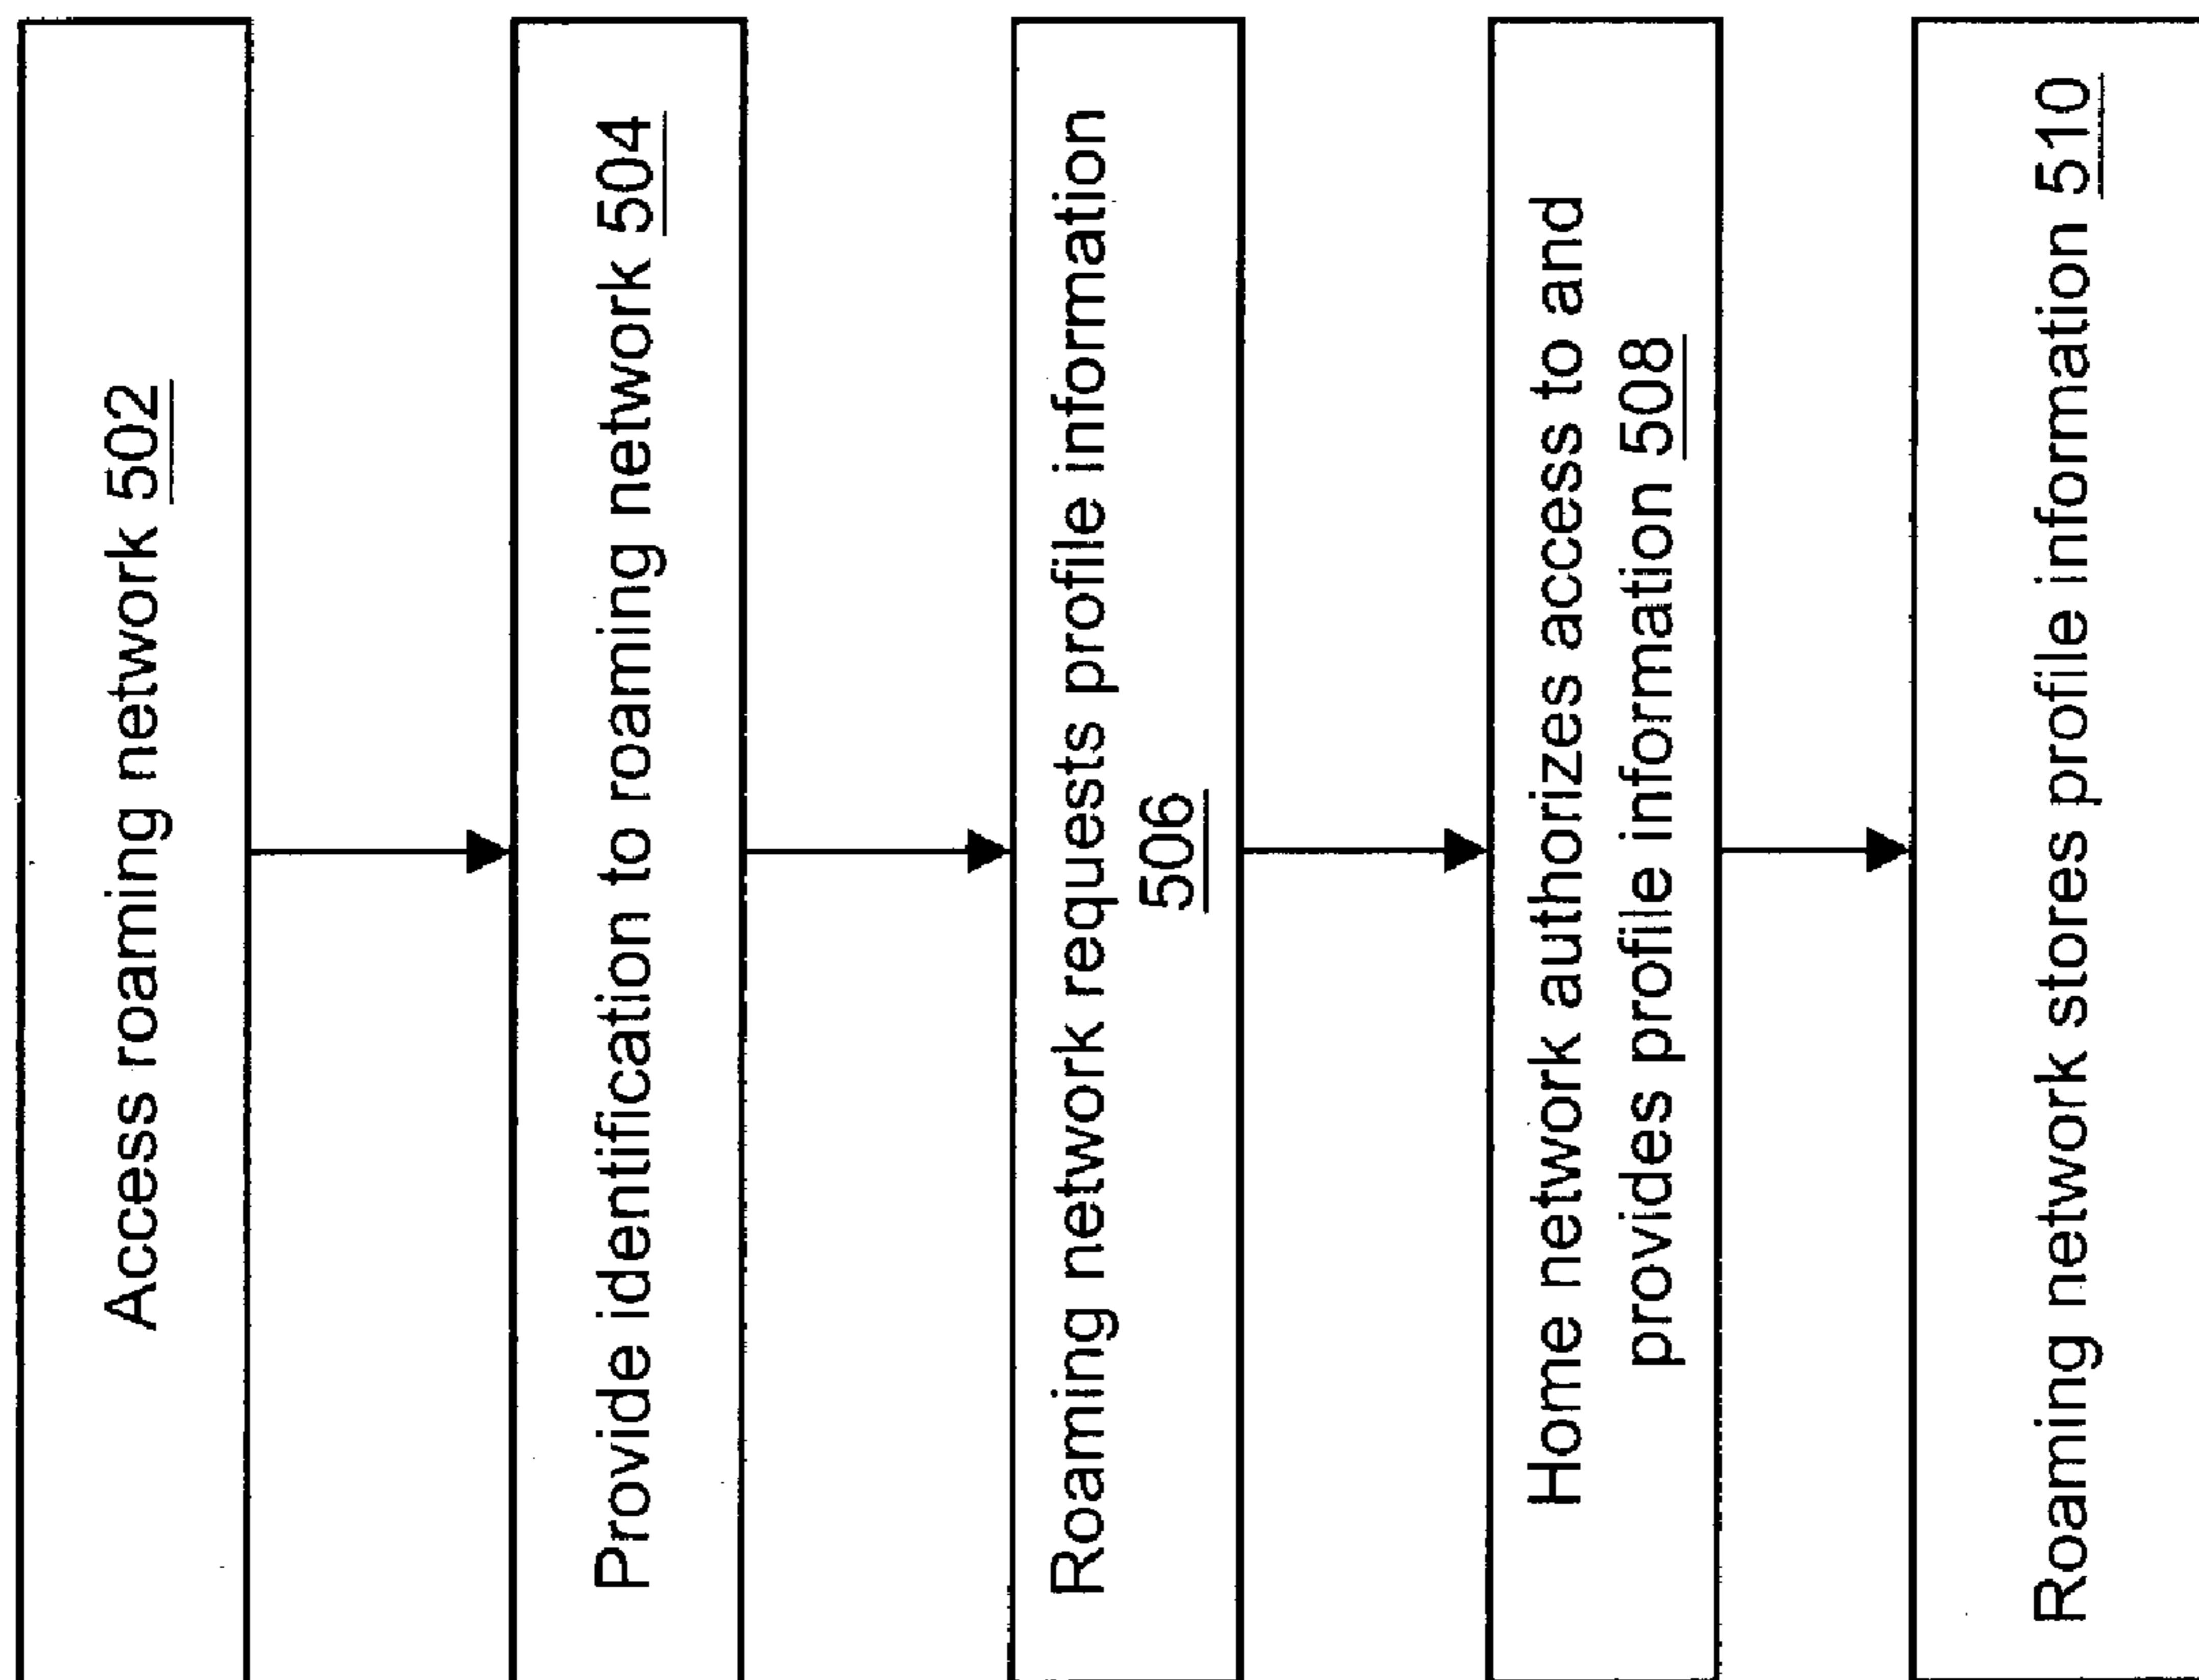 Access roaming network 502
Provide identification to roaming network 504
Roaming network requests profile information
506
Home network authorizes access to and
provides profile information 508
Roaming network stores profile information 510